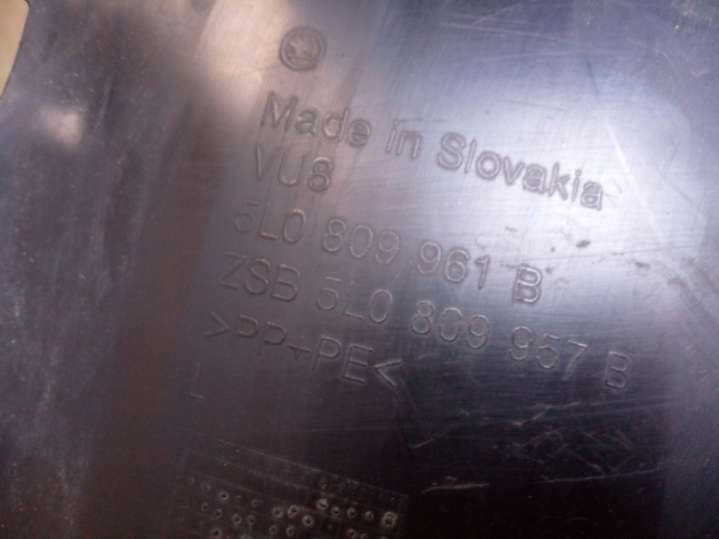 Made in Slovakia
VU8
5L0 809 961 B
ZSB 5L0 809 957 B
>PP+PE<
L